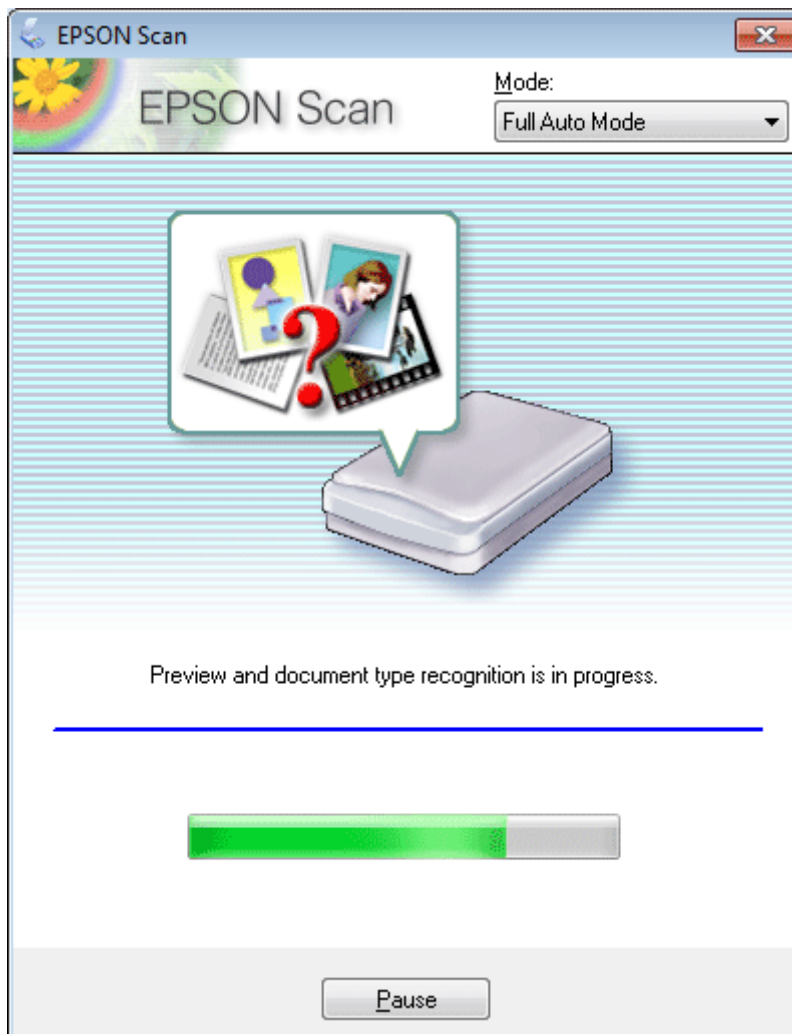 EPSON Scan
EPSON Scan
Mode:
Full Auto Mode
?
Preview and document type recognition is in progress.
Pause